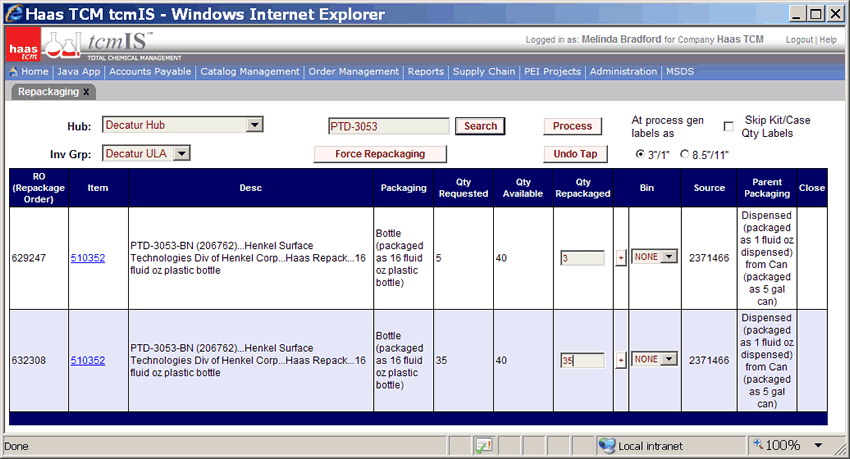 Haas TCM tcmIS - Windows Internet Explorer
haas tcm
tcmIS™
TOTAL CHEMICAL MANAGEMENT
Logged in as: Melinda Bradford for Company Haas TCM Logout | Help
Home | Java App | Accounts Payable | Catalog Management | Order Management | Reports | Supply Chain | PEI Projects | Administration | MSDS
Repackaging X
Hub: Decatur Hub PTD-3053 Search Process At process gen labels as Skip Kit/Case Qty Labels
Inv Grp: Decatur ULA Force Repackaging Undo Tap 3"/1" 8.5"/11"
RO (Repackage Order) Item Desc Packaging Qty Requested Qty Available Qty Repackaged Bin Source Parent Packaging Close
629247 510352 PTD-3053-BN (206762)...Henkel Surface Technologies Div of Henkel Corp...Haas Repack...16 fluid oz plastic bottle Bottle (packaged as 16 fluid oz plastic bottle) 5 40 3 + NONE 2371466 Dispensed (packaged as 1 fluid oz dispensed) from Can (packaged as 5 gal can)
632308 510352 PTD-3053-BN (206762)...Henkel Surface Technologies Div of Henkel Corp...Haas Repack...16 fluid oz plastic bottle Bottle (packaged as 16 fluid oz plastic bottle) 35 40 35 + NONE 2371466 Dispensed (packaged as 1 fluid oz dispensed) from Can (packaged as 5 gal can)
Done Local intranet 100%